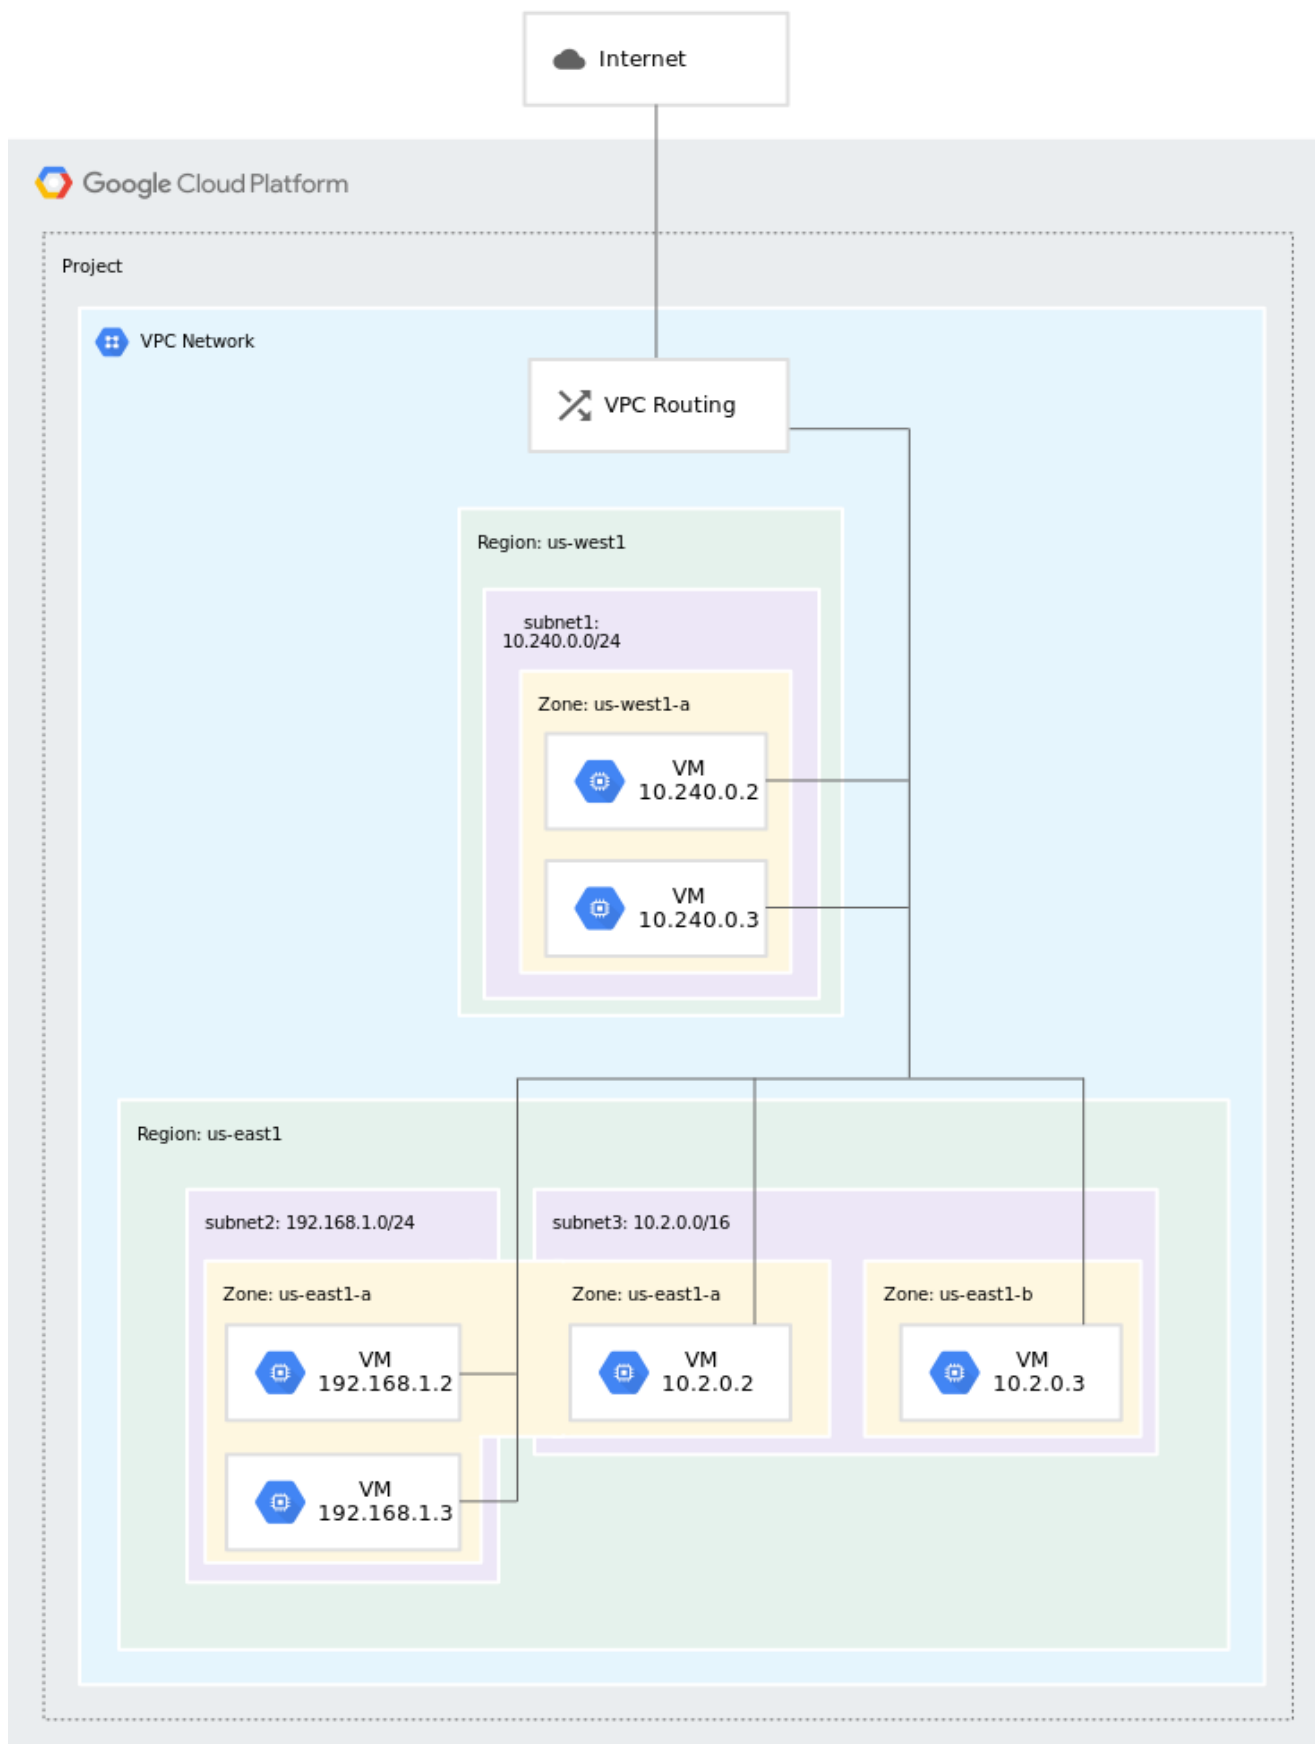 Internet
Google Cloud Platform
Project
VPC Network
VPC Routing
Region: us-west1
subnet1:
10.240.0.0/24
Zone: us-west1-a
VM
10.240.0.2
VM
10.240.0.3
Region: us-east1
subnet2: 192.168.1.0/24
subnet3: 10.2.0.0/16
Zone: us-east1-a
Zone: us-east1-a
Zone: us-east1-b
VM
192.168.1.2
VM
10.2.0.2
VM
10.2.0.3
VM
192.168.1.3